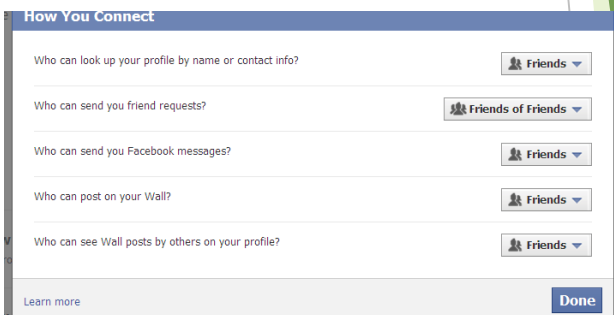 How You Connect
Who can look up your profile by name or contact info? Friends
Who can send you friend requests? Friends of Friends
Who can send you Facebook messages? Friends
Who can post on your Wall? Friends
Who can see Wall posts by others on your profile? Friends
Learn more Done